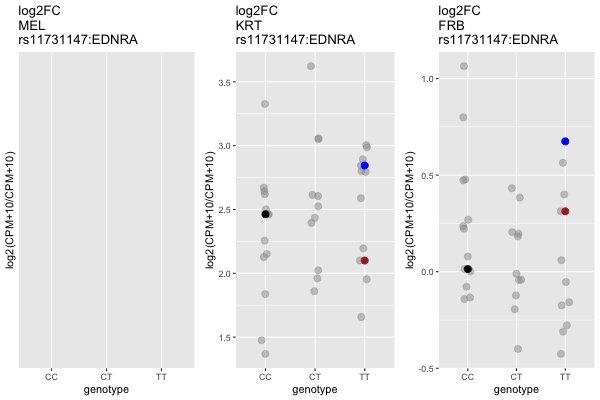 log2FC
MEL
rs11731147:EDNRA
log2(CPM+10/CPM+10)
CC CT TT
genotype
log2FC
KRT
rs11731147:EDNRA
log2(CPM+10/CPM+10)
3.5
3.0
2.5
2.0
1.5
CC CT TT
genotype
log2FC
FRB
rs11731147:EDNRA
log2(CPM+10/CPM+10)
1.0
0.5
0.0
-0.5
CC CT TT
genotype